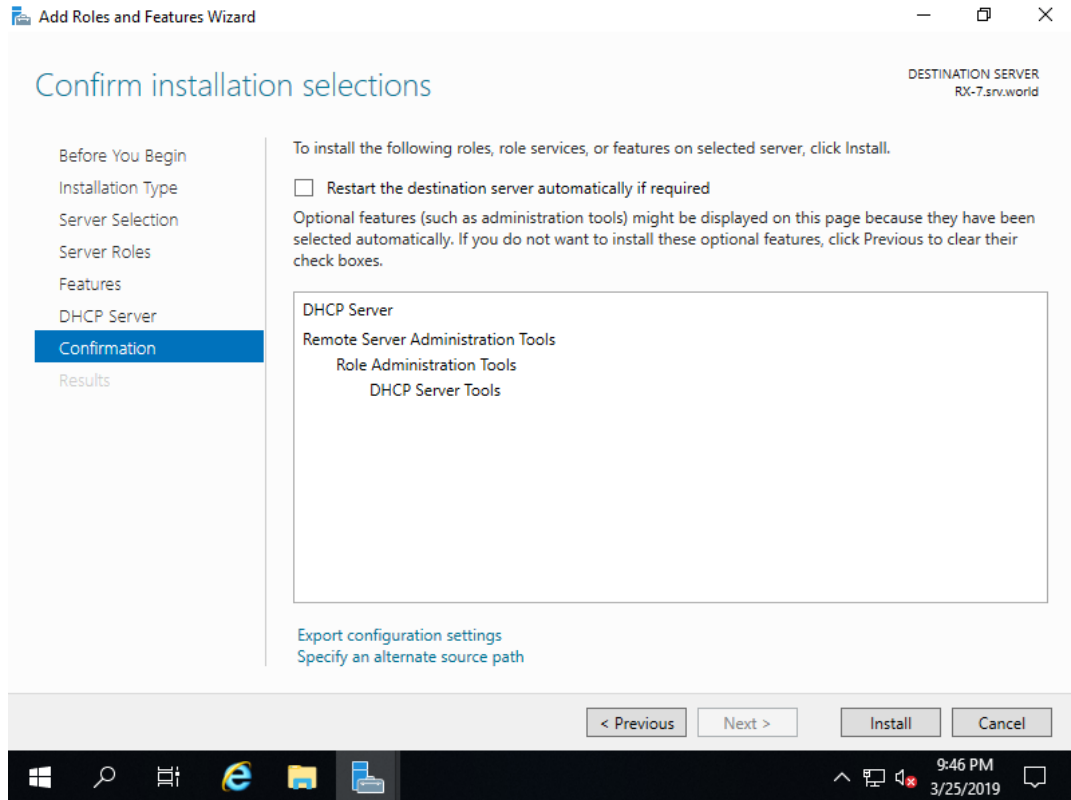 Add Roles and Features Wizard
Confirm installation selections
DESTINATION SERVER
RX-7.srv.world
Before You Begin
Installation Type
Server Selection
Server Roles
Features
DHCP Server
Confirmation
Results
To install the following roles, role services, or features on selected server, click Install.
Restart the destination server automatically if required
Optional features (such as administration tools) might be displayed on this page because they have been
selected automatically. If you do not want to install these optional features, click Previous to clear their
check boxes.
DHCP Server
Remote Server Administration Tools
Role Administration Tools
DHCP Server Tools
Export configuration settings
Specify an alternate source path
< Previous
Next >
Install
Cancel
9:46 PM
3/25/2019